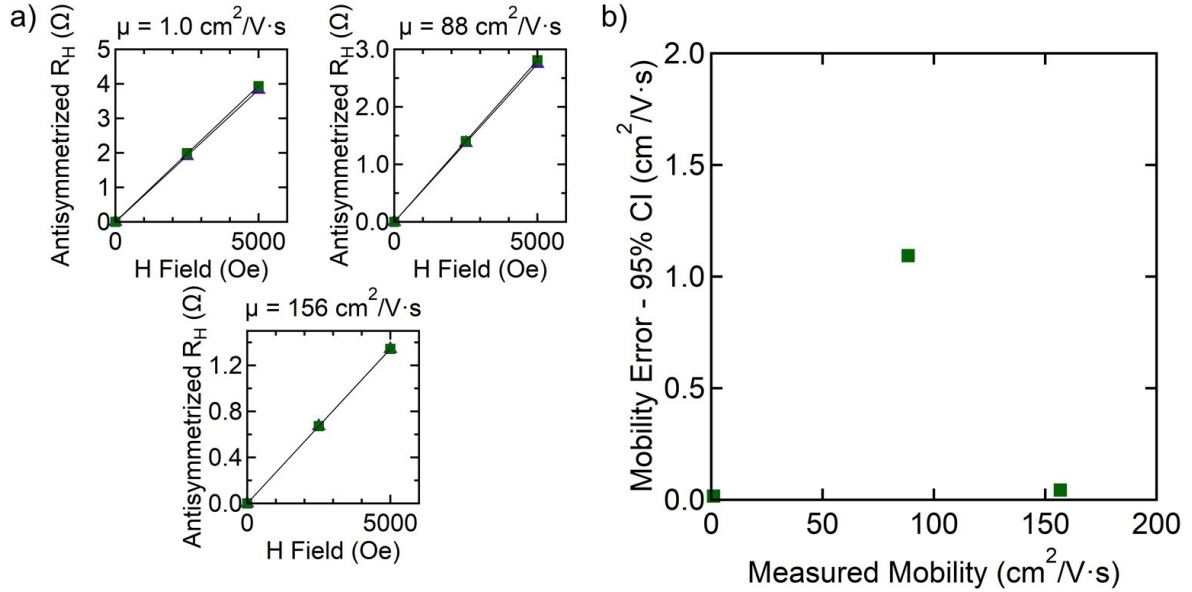 a)
μ = 1.0 cm²/V·s
Antisymmetrized R_H (Ω)
5
4
3
2
1
0
0 5000
H Field (Oe)
μ = 88 cm²/V·s
Antisymmetrized R_H (Ω)
3.0
2.0
1.0
0.0
0 5000
H Field (Oe)
μ = 156 cm²/V·s
Antisymmetrized R_H (Ω)
1.2
0.8
0.4
0.0
0 5000
H Field (Oe)
b)
Mobility Error - 95% CI (cm²/V·s)
2.0
1.5
1.0
0.5
0.0
0 50 100 150 200
Measured Mobility (cm²/V·s)